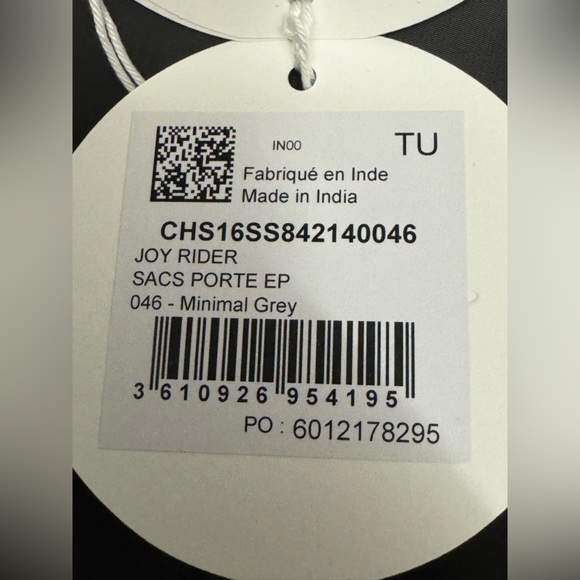 IN00
TU
Fabriqué en Inde
Made in India
CHS16SS842140046
JOY RIDER
SACS PORTE EP
046 - Minimal Grey
3 610926 954195
PO : 6012178295